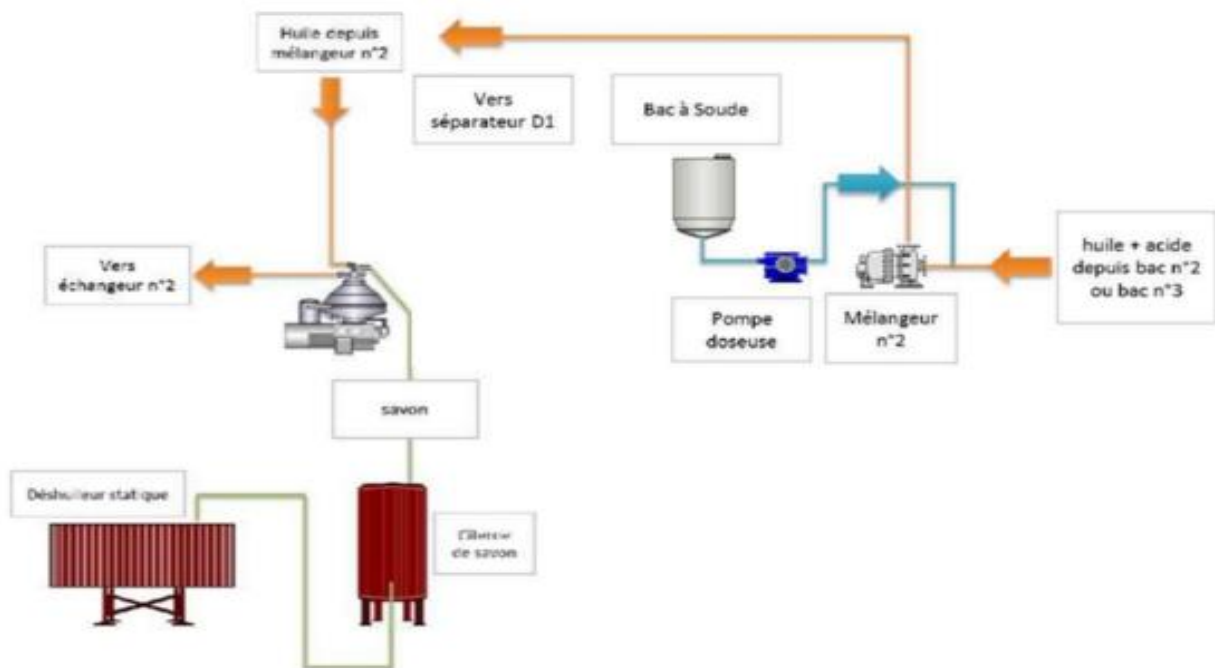 Huile depuis
mélangeur n°2
Vers
séparateur D1
Bac à Soude
Vers
échangeur n°2
huile + acide
depuis bac n°2
ou bac n°3
Pompe
doseuse
Mélangeur
n°2
savon
Déshuileur statique
de savon